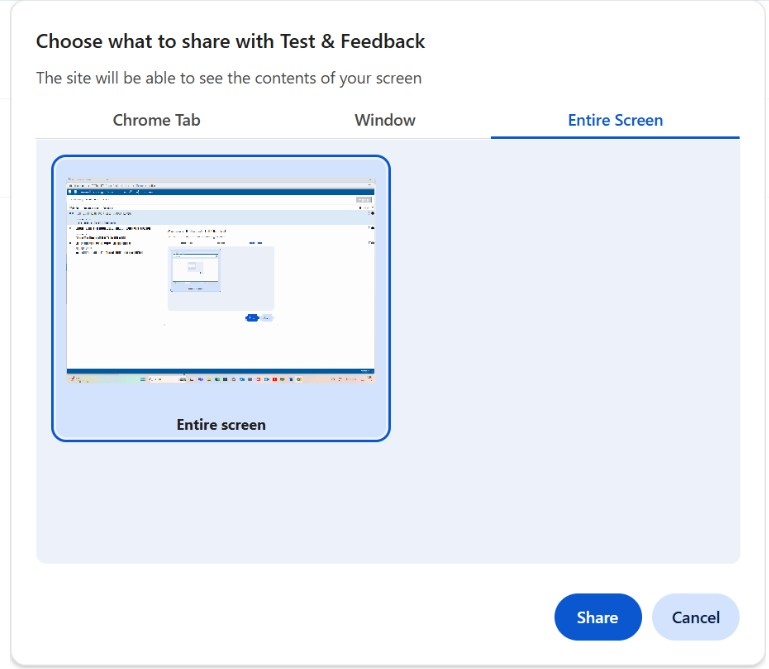 Choose what to share with Test & Feedback
The site will be able to see the contents of your screen
Chrome Tab Window Entire Screen
Entire screen
Share Cancel